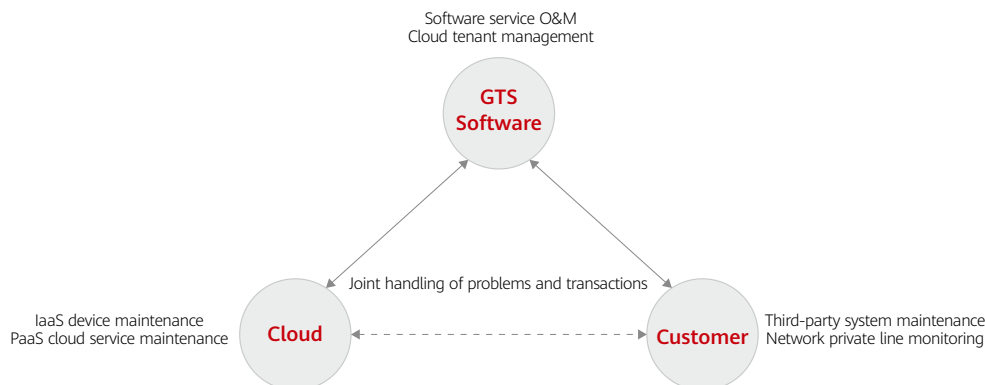 Software service O&M
Cloud tenant management
GTS
Software
Joint handling of problems and transactions
IaaS device maintenance
PaaS cloud service maintenance
Cloud
Customer
Third-party system maintenance
Network private line monitoring